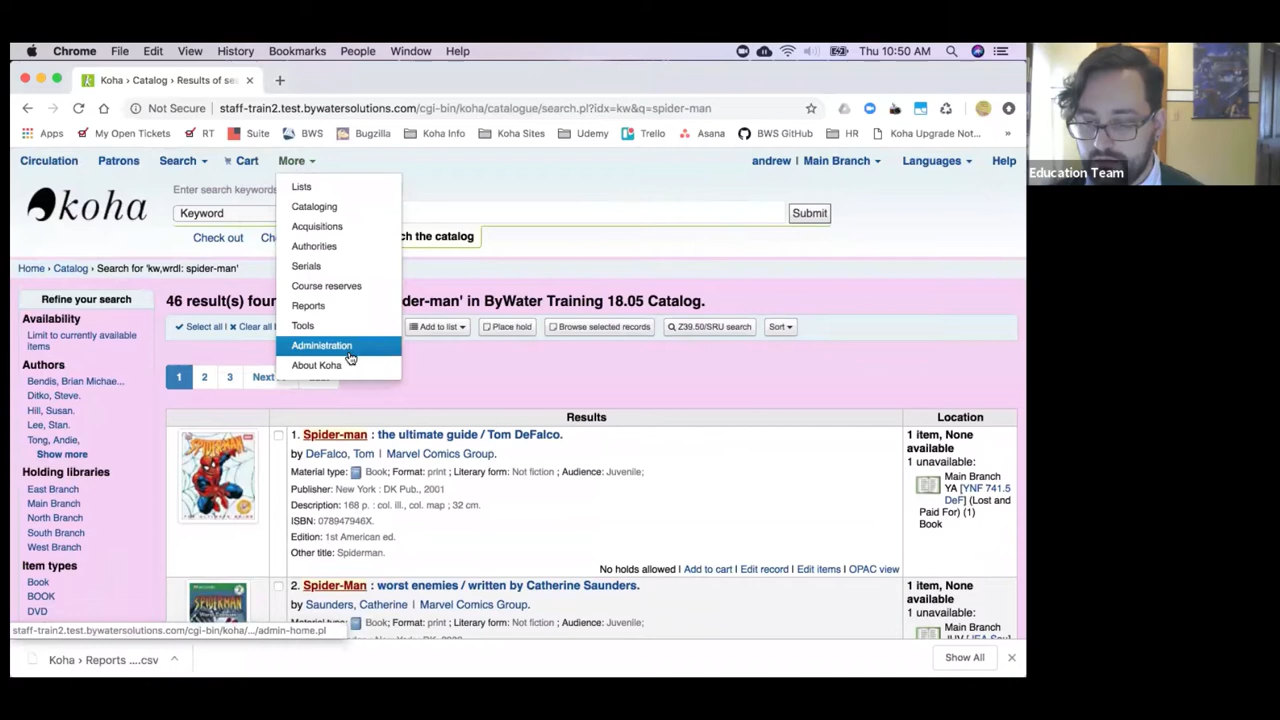 Chrome File Edit View History Bookmarks People Window Help Thu 10:50 AM
Koha › Catalog › Results of se
Not Secure staff-train2.test.bywatersolutions.com/cgi-bin/koha/catalogue/search.pl?idx=kw&q=spider-man
Apps My Open Tickets RT Suite BWS Bugzilla Koha Info Koha Sites Udemy Trello Asana BWS GitHub HR Koha Upgrade Not... »
Circulation Patrons Search Cart More andrew | Main Branch Languages Help
Education Team
Lists
Enter search keywords
koha
Cataloging
Keyword Submit
Acquisitions
Check out Ch ch the catalog
Authorities
Serials
Home › Catalog › Search for 'kw,wrdl: spider-man'
Course reserves
Refine your search
46 result(s) foun spider-man' in ByWater Training 18.05 Catalog.
Reports
Availability
Tools
Select all | Clear all Add to list Place hold Browse selected records Z39.50/SRU search Sort
Limit to currently available
items
Administration
Authors
About Koha
1 2 3 Next
Bendis, Brian Michae...
Ditko, Steve.
Hill, Susan.
Lee, Stan.
Tong, Andie,
Show more
Results Location
1. Spider-man : the ultimate guide / Tom DeFalco.
by DeFalco, Tom | Marvel Comics Group.
Material type: Book; Format: print ; Literary form: Not fiction ; Audience: Juvenile;
Publisher: New York : DK Pub., 2001
Description: 168 p. : col. ill., col. map ; 32 cm.
ISBN: 078947946X.
Edition: 1st American ed.
Other title: Spiderman.
No holds allowed | Add to cart | Edit record | Edit items | OPAC view
1 item, None
available
1 unavailable:
Main Branch
YA [YNF 741.5
DeF] (Lost and
Paid For) (1)
Book
Holding libraries
East Branch
Main Branch
North Branch
South Branch
West Branch
Item types
Book
BOOK
DVD
2. Spider-Man : worst enemies / written by Catherine Saunders.
by Saunders, Catherine | Marvel Comics Group.
Material type: Book; Format: print ; Literary form: Not fiction ; Audience: Juvenile;
1 item, None
available
1 unavailable:
Main Branch
staff-train2.test.bywatersolutions.com/cgi-bin/koha/.../admin-home.pl
Koha › Reports ....csv Show All